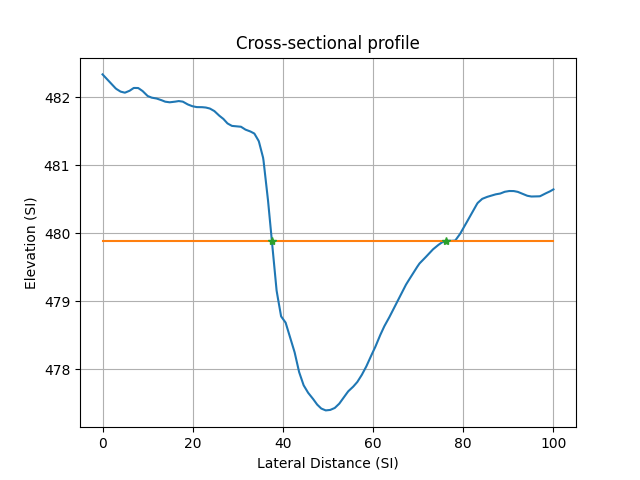 Cross-sectional profile
482
481
480
479
478
Elevation (SI)
0 20 40 60 80 100
Lateral Distance (SI)